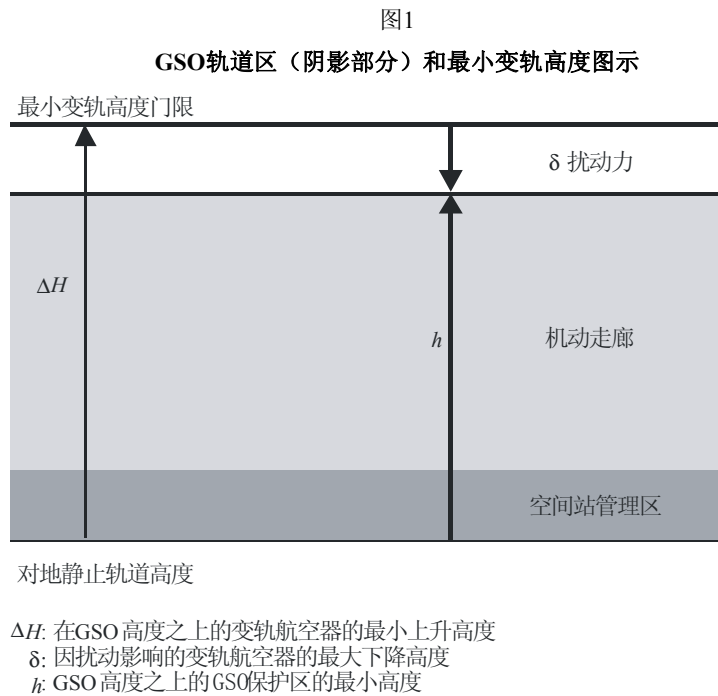 图1
GSO轨道区（阴影部分）和最小变轨高度图示
最小变轨高度门限
δ 扰动力
ΔH
h
机动走廊
空间站管理区
对地静止轨道高度
ΔH: 在GSO 高度之上的变轨航空器的最小上升高度
δ: 因扰动影响的变轨航空器的最大下降高度
h: GSO 高度之上的GSO保护区的最小高度